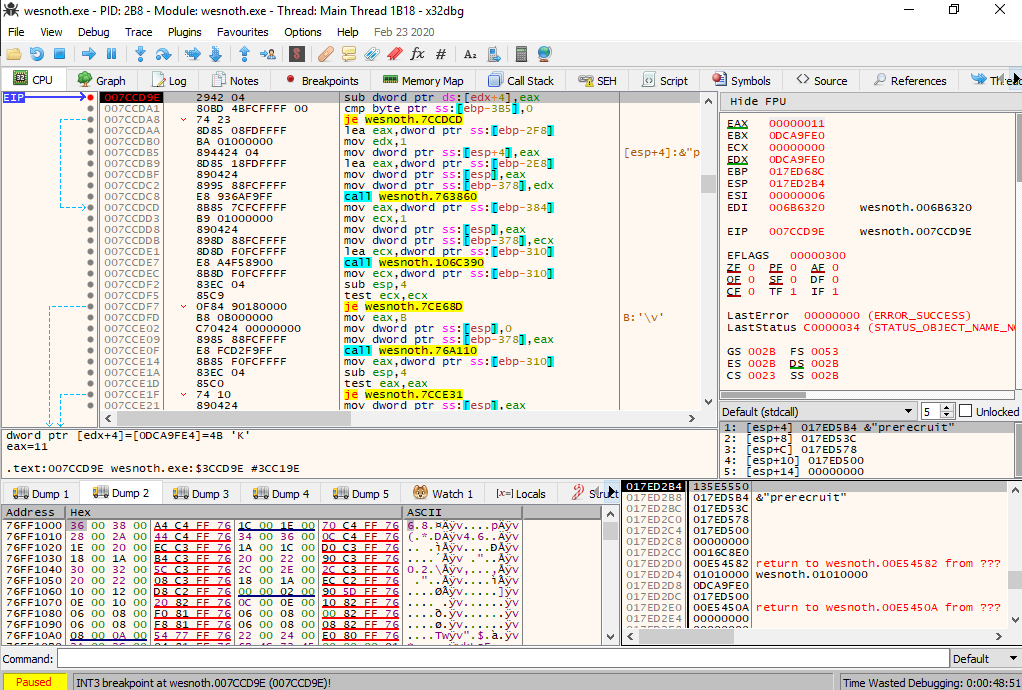 wesnoth.exe - PID: 2B8 - Module: wesnoth.exe - Thread: Main Thread 1B18 - x32dbg
File View Debug Trace Plugins Favourites Options Help Feb 23 2020
CPU Graph Log Notes Breakpoints Memory Map Call Stack SEH Script Symbols Source References
EIP 007CCD9E 2942 04 sub dword ptr ds:[edx+4],eax
007CCDA1 80BD 4BFCFFFF 00 cmp byte ptr ss:[ebp-3B5],0
007CCDA8 74 23 je wesnoth.7CCDCD
007CCDAA 8D85 08FDFFFF lea eax,dword ptr ss:[ebp-2F8]
007CCDB0 BA 01000000 mov edx,1
007CCDB5 894424 04 mov dword ptr ss:[esp+4],eax [esp+4]:&"p
007CCDB9 8D85 18FDFFFF lea eax,dword ptr ss:[ebp-2E8]
007CCDBF 890424 mov dword ptr ss:[esp],eax
007CCDC2 8995 88FCFFFF mov dword ptr ss:[ebp-378],edx
007CCDC8 E8 936AF9FF call wesnoth.763860
007CCDCD 8B85 7CFCFFFF mov eax,dword ptr ss:[ebp-384]
007CCDD3 B9 01000000 mov ecx,1
007CCDD8 890424 mov dword ptr ss:[esp],eax
007CCDDB 898D 88FCFFFF mov dword ptr ss:[ebp-378],ecx
007CCDE1 8D8D F0FCFFFF lea ecx,dword ptr ss:[ebp-310]
007CCDE7 E8 A4F58900 call wesnoth.106C390
007CCDEC 8B8D F0FCFFFF mov ecx,dword ptr ss:[ebp-310]
007CCDF2 83EC 04 sub esp,4
007CCDF5 85C9 test ecx,ecx
007CCDF7 0F84 90180000 je wesnoth.7CE68D
007CCDFD B8 0B000000 mov eax,B B:'\v'
007CCE02 C70424 00000000 mov dword ptr ss:[esp],0
007CCE09 8985 88FCFFFF mov dword ptr ss:[ebp-378],eax
007CCE0F E8 FCD2F9FF call wesnoth.76A110
007CCE14 8B85 F0FCFFFF mov eax,dword ptr ss:[ebp-310]
007CCE1A 83EC 04 sub esp,4
007CCE1D 85C0 test eax,eax
007CCE1F 74 10 je wesnoth.7CCE31
007CCE21 890424 mov dword ptr ss:[esp],eax
Hide FPU
EAX 00000011
EBX 0DCA9FE0
ECX 00000000
EDX 0DCA9FE0
EBP 017ED68C
ESP 017ED2B4
ESI 00000006
EDI 006B6320 wesnoth.006B6320
EIP 007CCD9E wesnoth.007CCD9E
EFLAGS 00000300
ZF 0 PF 0 AF 0
OF 0 SF 0 DF 0
CF 0 TF 1 IF 1
LastError 00000000 (ERROR_SUCCESS)
LastStatus C0000034 (STATUS_OBJECT_NAME_NO
GS 002B FS 0053
ES 002B DS 002B
CS 0023 SS 002B
Default (stdcall) 5 Unlocked
1: [esp+4] 017ED5B4 &"prerecruit"
2: [esp+8] 017ED53C
3: [esp+C] 017ED578
4: [esp+10] 017ED500
5: [esp+14] 00000000
dword ptr [edx+4]=[0DCA9FE4]=4B 'K'
eax=11
.text:007CCD9E wesnoth.exe:$3CCD9E #3CC19E
Dump 1 Dump 2 Dump 3 Dump 4 Dump 5 Watch 1 [x=] Locals Struct
Address Hex ASCII
76FF1000 36 00 38 00 A4 C4 FF 76 1C 00 1E 00 70 C4 FF 76 6.8.¤Äÿv....pÄÿv
76FF1010 28 00 2A 00 44 C4 FF 76 34 00 36 00 0C C4 FF 76 (.*.DÄÿv4.6..Äÿv
76FF1020 1E 00 20 00 EC C3 FF 76 1A 00 1C 00 D0 C3 FF 76 .. .ìÃÿv....ÐÃÿv
76FF1030 18 00 1A 00 B4 C3 FF 76 20 00 22 00 90 C3 FF 76 ....´Ãÿv ."..Ãÿv
76FF1040 30 00 32 00 5C C3 FF 76 2C 00 2E 00 2C C3 FF 76 0.2.\Ãÿv,...,Ãÿv
76FF1050 20 00 22 00 08 C3 FF 76 18 00 1A 00 EC C2 FF 76 ."..Ãÿv....ìÂÿv
76FF1060 10 00 12 00 D8 C2 FF 76 00 00 02 00 90 5D FF 76 ....ØÂÿv.....]ÿv
76FF1070 0E 00 10 00 20 82 FF 76 0C 00 0E 00 10 82 FF 76
76FF1080 06 00 08 00 F0 81 FF 76 06 00 08 00 00 82 FF 76
76FF1090 06 00 08 00 F8 81 FF 76 06 00 08 00 08 82 FF 76
76FF10A0 08 00 0A 00 54 77 FF 76 22 00 24 00 E0 80 FF 76 ....Twÿv".$.à.ÿv
017ED2B4 135E5550
017ED2B8 017ED5B4 &"prerecruit"
017ED2BC 017ED53C
017ED2C0 017ED578
017ED2C4 017ED500
017ED2C8 00000000
017ED2CC 0016C8E0
017ED2D0 00E54582 return to wesnoth.00E54582 from ???
017ED2D4 01010000 wesnoth.01010000
017ED2D8 0DCA9FE0
017ED2DC 017ED500
017ED2E0 00E5450A return to wesnoth.00E5450A from ???
017ED2E4 00000000
Command: Default
Paused INT3 breakpoint at wesnoth.007CCD9E (007CCD9E)! Time Wasted Debugging: 0:00:48:51